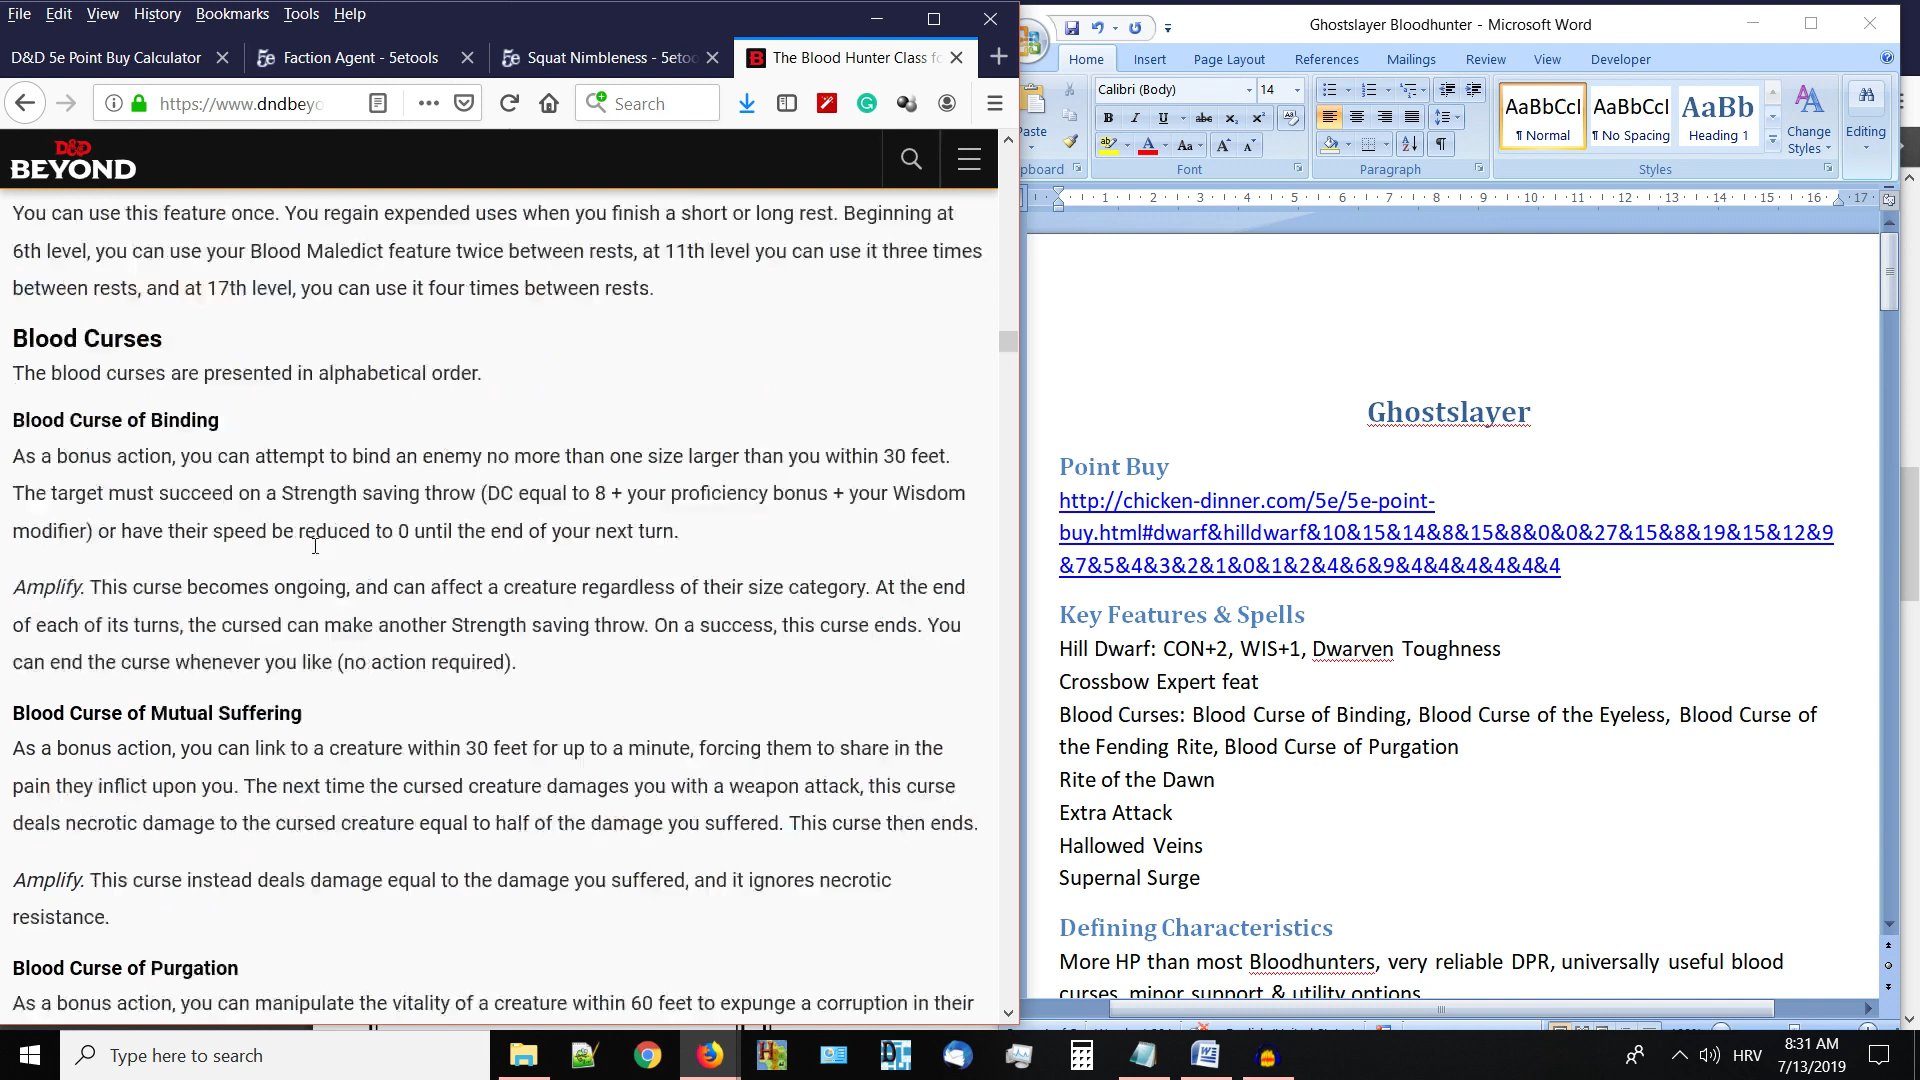 File Edit View History Bookmarks Tools Help
D&D 5e Point Buy Calculator
Faction Agent - 5etools
Squat Nimbleness - 5etoo
The Blood Hunter Class fo
https://www.dndbeyo
Search
D&D
BEYOND
You can use this feature once. You regain expended uses when you finish a short or long rest. Beginning at
6th level, you can use your Blood Maledict feature twice between rests, at 11th level you can use it three times
between rests, and at 17th level, you can use it four times between rests.
Blood Curses
The blood curses are presented in alphabetical order.
Blood Curse of Binding
As a bonus action, you can attempt to bind an enemy no more than one size larger than you within 30 feet.
The target must succeed on a Strength saving throw (DC equal to 8 + your proficiency bonus + your Wisdom
modifier) or have their speed be reduced to 0 until the end of your next turn.
Amplify. This curse becomes ongoing, and can affect a creature regardless of their size category. At the end
of each of its turns, the cursed can make another Strength saving throw. On a success, this curse ends. You
can end the curse whenever you like (no action required).
Blood Curse of Mutual Suffering
As a bonus action, you can link to a creature within 30 feet for up to a minute, forcing them to share in the
pain they inflict upon you. The next time the cursed creature damages you with a weapon attack, this curse
deals necrotic damage to the cursed creature equal to half of the damage you suffered. This curse then ends.
Amplify. This curse instead deals damage equal to the damage you suffered, and it ignores necrotic
resistance.
Blood Curse of Purgation
As a bonus action, you can manipulate the vitality of a creature within 60 feet to expunge a corruption in their
Ghostslayer Bloodhunter - Microsoft Word
Home Insert Page Layout References Mailings Review View Developer
Calibri (Body) 14
AaBbCcI AaBbCcI AaBb
¶ Normal ¶ No Spacing Heading 1
Change
Styles
Editing
Paste
pboard Font Paragraph Styles
1 2 3 4 5 6 7 8 9 10 11 12 13 14 15 16 17
Ghostslayer
Point Buy
http://chicken-dinner.com/5e/5e-point-
buy.html#dwarf&hilldwarf&10&15&14&8&15&8&0&0&27&15&8&19&15&12&9
&7&5&4&3&2&1&0&1&2&4&6&9&4&4&4&4&4&4
Key Features & Spells
Hill Dwarf: CON+2, WIS+1, Dwarven Toughness
Crossbow Expert feat
Blood Curses: Blood Curse of Binding, Blood Curse of the Eyeless, Blood Curse of
the Fending Rite, Blood Curse of Purgation
Rite of the Dawn
Extra Attack
Hallowed Veins
Supernal Surge
Defining Characteristics
More HP than most Bloodhunters, very reliable DPR, universally useful blood
curses, minor support & utility options
Type here to search
HRV
8:31 AM
7/13/2019